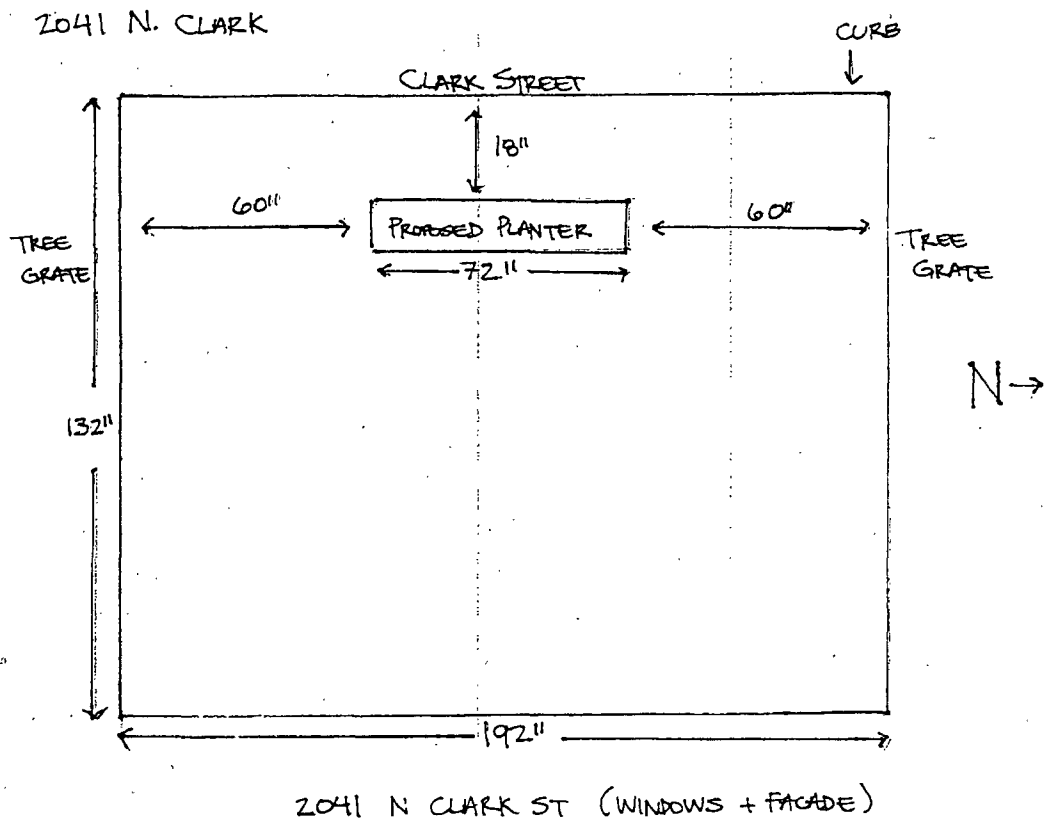 2041 N. CLARK
CURB
CLARK STREET
18"
60"
PROPOSED PLANTER
60"
TREE
GRATE
72"
TREE
GRATE
N
132"
192"
2041 N CLARK ST (WINDOWS + FACADE)